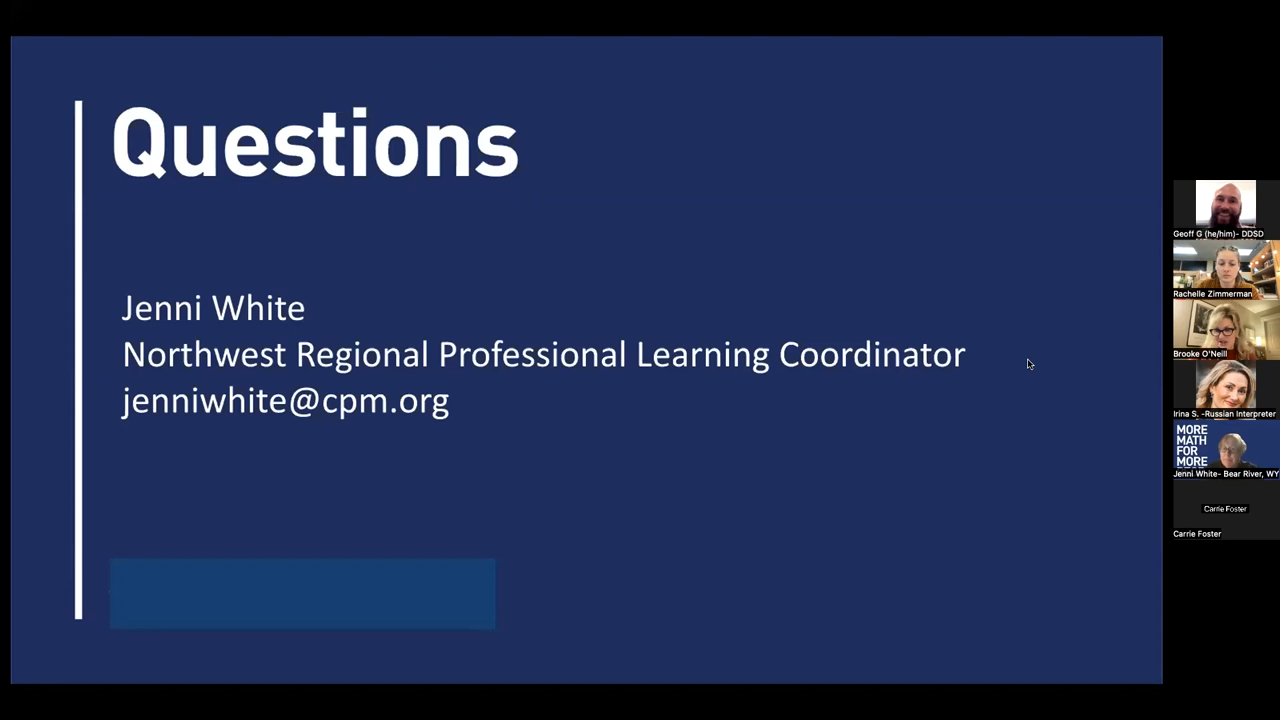 Questions
Jenni White
Northwest Regional Professional Learning Coordinator
jenniwhite@cpm.org
Geoff G (he/him)- DDSD
Rachelle Zimmerman
Brooke O'Neill
Irina S. -Russian Interpreter
MORE
MATH
FOR
MORE
Jenni White- Bear River, WY
Carrie Foster
Carrie Foster